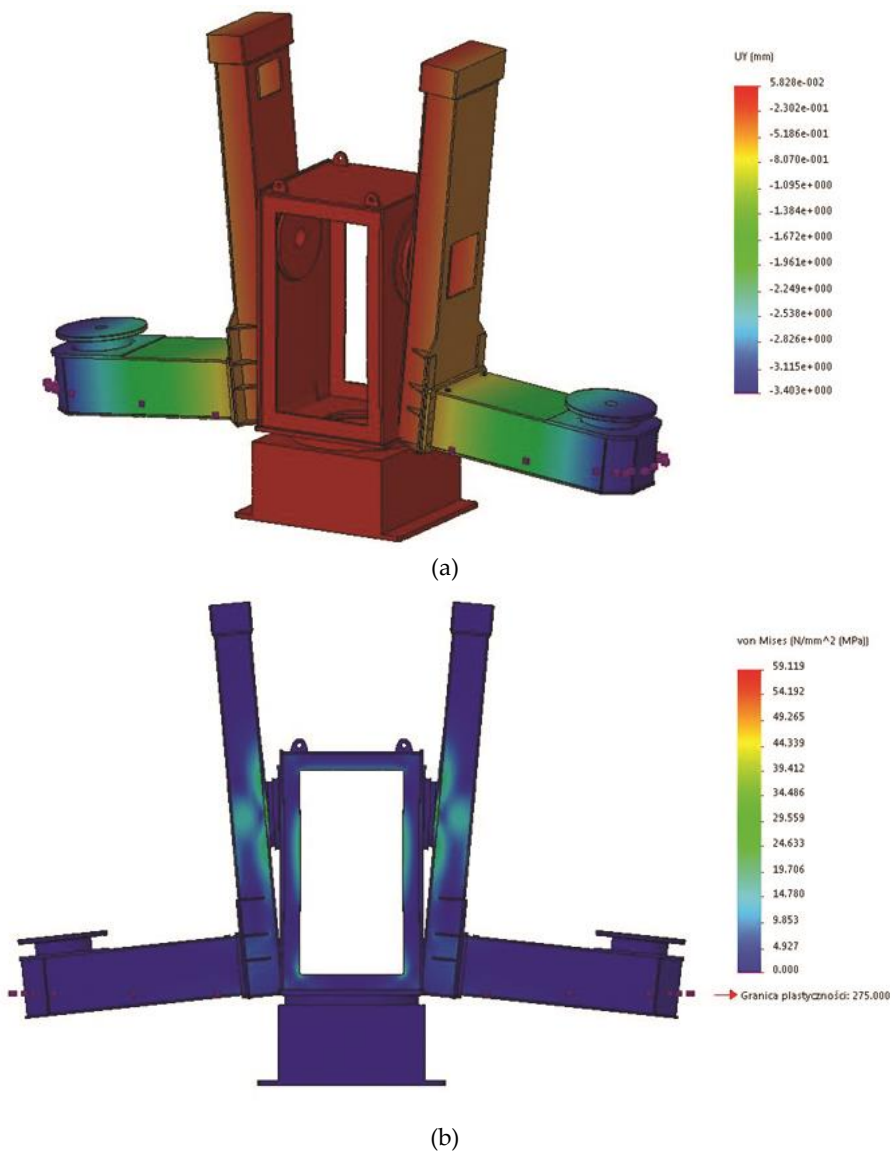 UY (mm)
5.828e-002
-2.302e-001
-5.186e-001
-8.070e-001
-1.095e+000
-1.384e+000
-1.672e+000
-1.961e+000
-2.249e+000
-2.538e+000
-2.826e+000
-3.115e+000
-3.403e+000
(a)
von Mises (N/mm^2 (MPa))
59.119
54.192
49.265
44.339
39.412
34.486
29.559
24.633
19.706
14.780
9.853
4.927
0.000
Granica plastyczności: 275.000
(b)